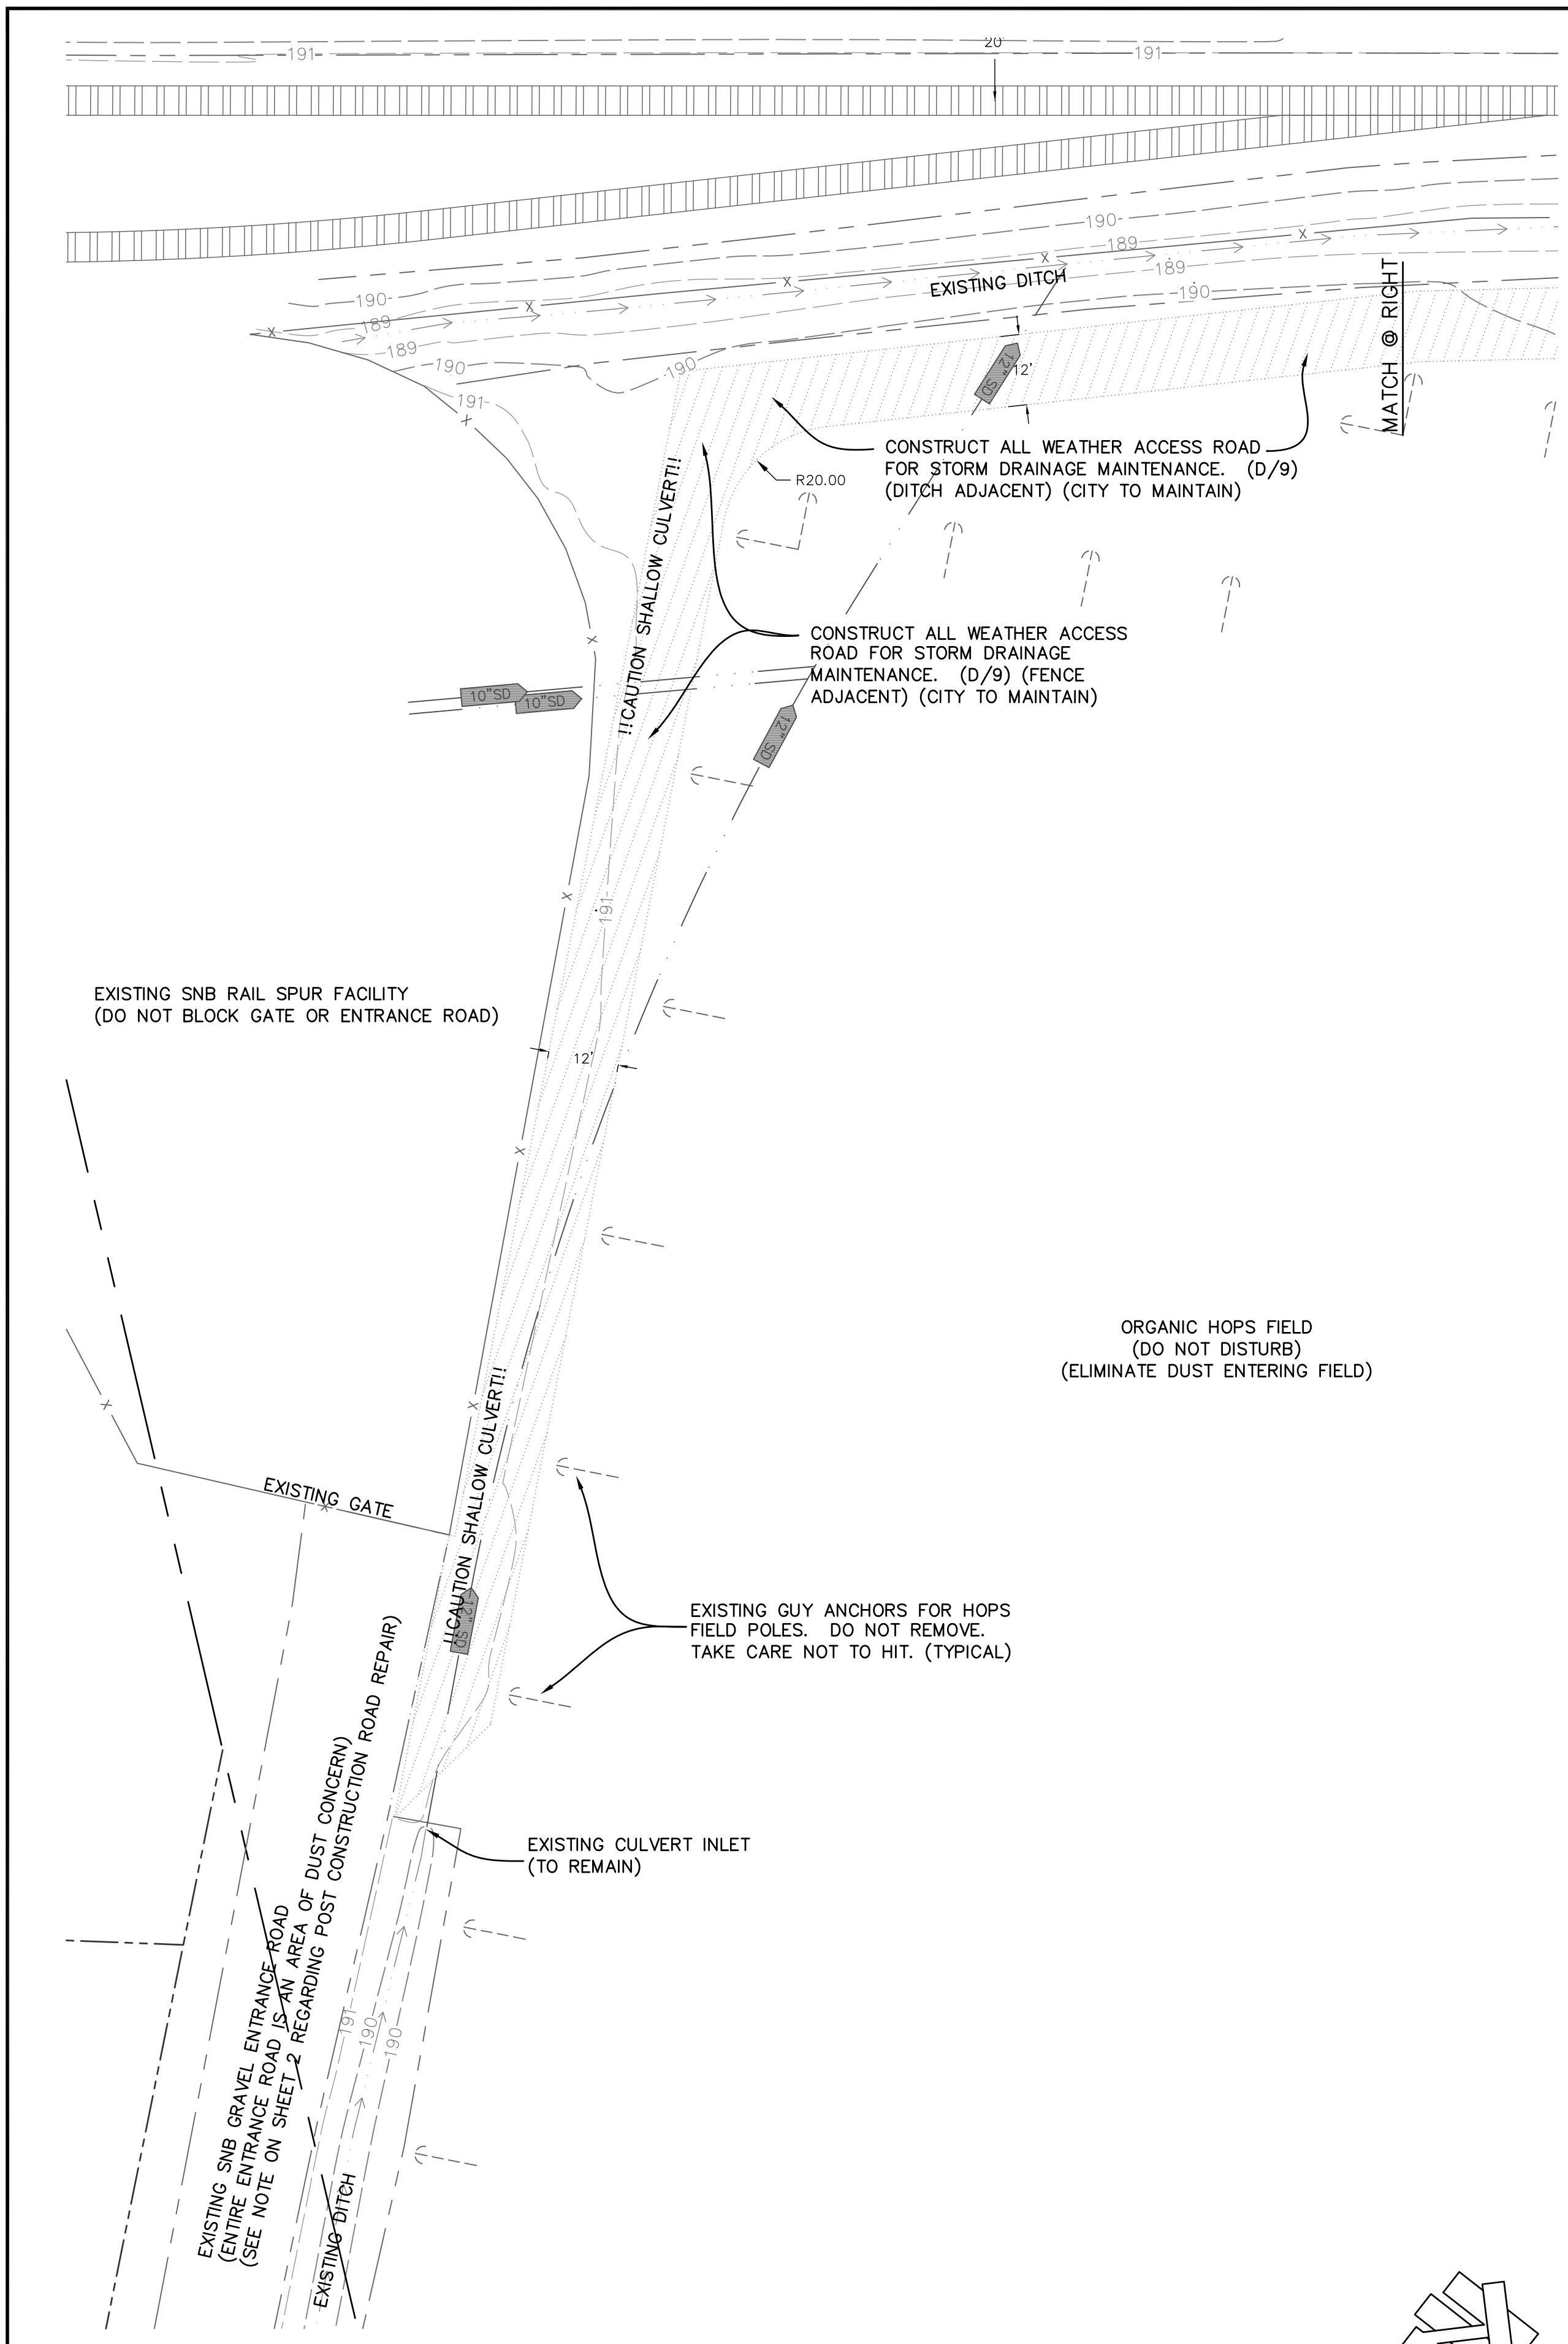 20'
191
191
190
189
EXISTING DITCH
189
190
190
189
189
190
190
191
MATCH @ RIGHT
12" SD
12'
CONSTRUCT ALL WEATHER ACCESS ROAD
FOR STORM DRAINAGE MAINTENANCE. (D/9)
(DITCH ADJACENT) (CITY TO MAINTAIN)
R20.00
!!CAUTION SHALLOW CULVERT!!
CONSTRUCT ALL WEATHER ACCESS
ROAD FOR STORM DRAINAGE
MAINTENANCE. (D/9) (FENCE
ADJACENT) (CITY TO MAINTAIN)
10"SD
10"SD
12" SD
191
EXISTING SNB RAIL SPUR FACILITY
(DO NOT BLOCK GATE OR ENTRANCE ROAD)
12'
ORGANIC HOPS FIELD
(DO NOT DISTURB)
(ELIMINATE DUST ENTERING FIELD)
!!CAUTION SHALLOW CULVERT!!
EXISTING GATE
12" SD
EXISTING GUY ANCHORS FOR HOPS
FIELD POLES. DO NOT REMOVE.
TAKE CARE NOT TO HIT. (TYPICAL)
EXISTING CULVERT INLET
(TO REMAIN)
EXISTING SNB GRAVEL ENTRANCE ROAD
(ENTIRE ENTRANCE ROAD IS AN AREA OF DUST CONCERN)
(SEE NOTE ON SHEET 2 REGARDING POST CONSTRUCTION ROAD REPAIR)
191
190
190
EXISTING DITCH